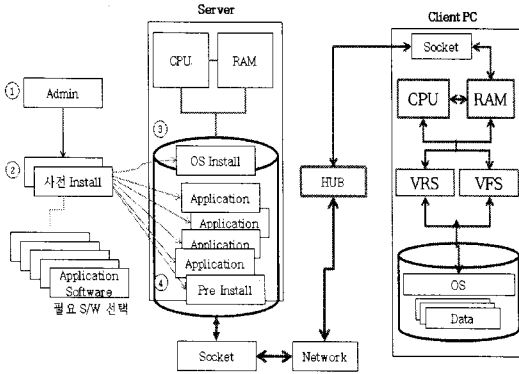 Server
Client PC
CPU
RAM
Socket
① Admin
CPU
RAM
③
OS Install
② 사전 Install
HUB
VRS
VFS
Application
Application
Application
Application
④ Pre Install
OS
Data
Application
Software
필요 S/W 선택
Socket
Network